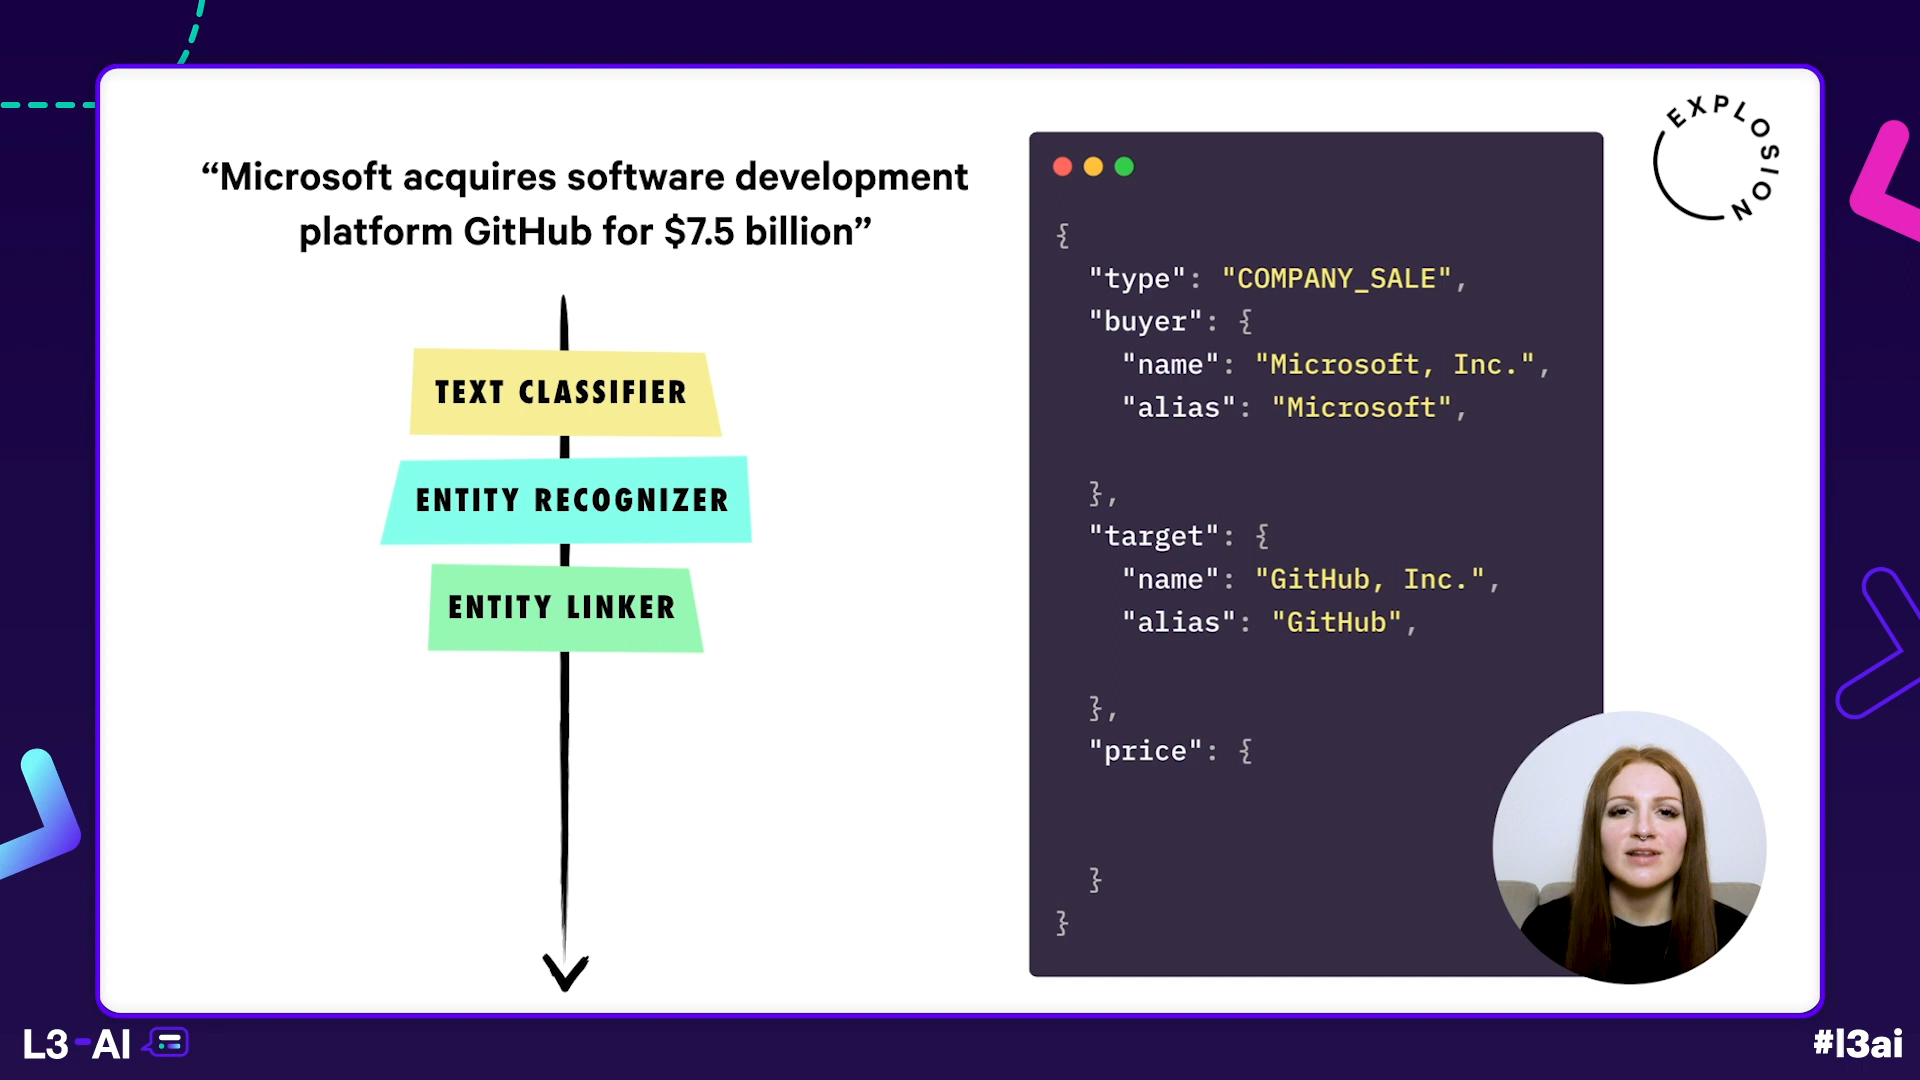 “Microsoft acquires software development
platform GitHub for $7.5 billion”
TEXT CLASSIFIER
ENTITY RECOGNIZER
ENTITY LINKER
{
"type": "COMPANY_SALE",
"buyer": {
"name": "Microsoft, Inc.",
"alias": "Microsoft",
},
"target": {
"name": "GitHub, Inc.",
"alias": "GitHub",
},
"price": {
}
}
EXPLOSION
L3-AI
#l3ai